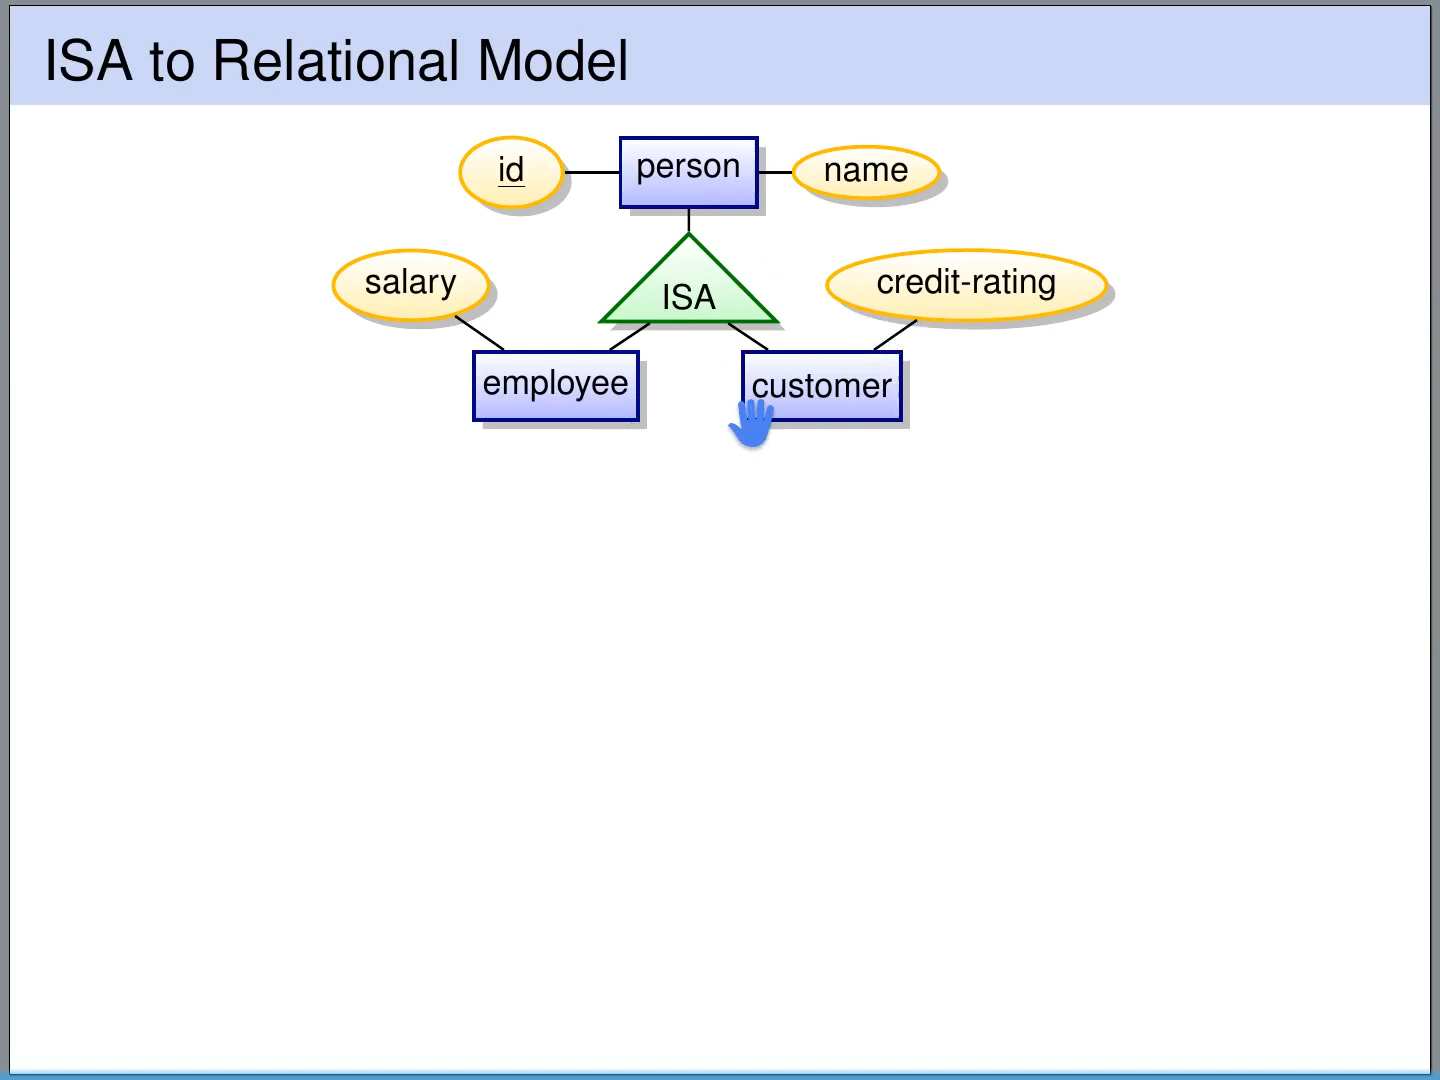 ISA to Relational Model
id
person
name
salary
ISA
credit-rating
employee
customer